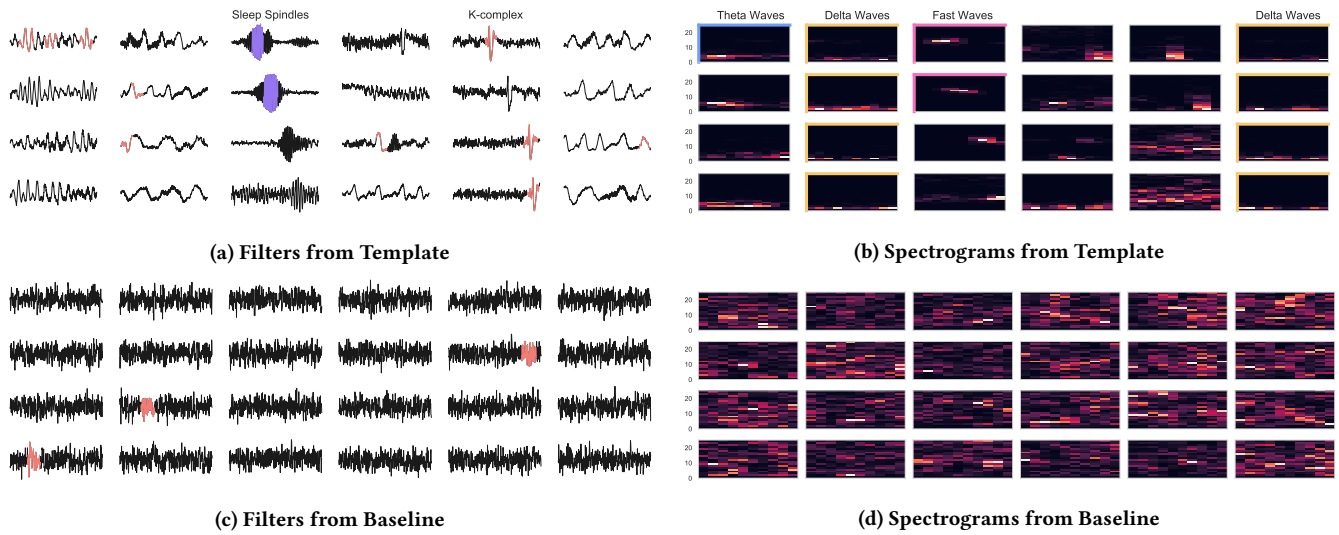 Sleep Spindles
K-complex
Theta Waves
Delta Waves
Fast Waves
Delta Waves
20
10
0
20
10
0
20
10
0
20
10
0
(a) Filters from Template
(b) Spectrograms from Template
20
10
0
20
10
0
20
10
0
20
10
0
(c) Filters from Baseline
(d) Spectrograms from Baseline